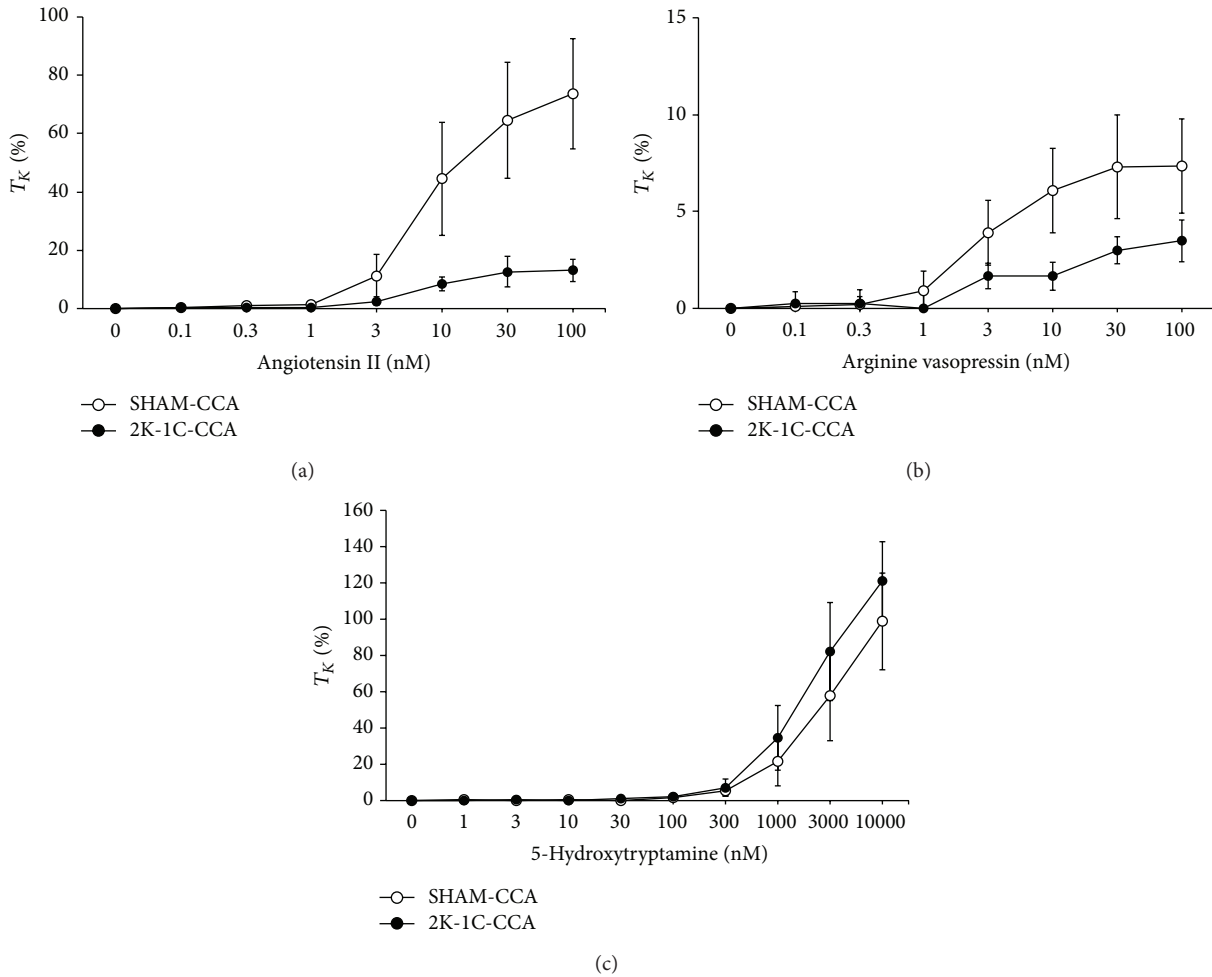 100
80
60
40
20
0
T_K (%)
0 0.1 0.3 1 3 10 30 100
Angiotensin II (nM)
SHAM-CCA
2K-1C-CCA
(a)
15
10
5
0
T_K (%)
0 0.1 0.3 1 3 10 30 100
Arginine vasopressin (nM)
SHAM-CCA
2K-1C-CCA
(b)
160
140
120
100
80
60
40
20
0
T_K (%)
0 1 3 10 30 100 300 1000 3000 10000
5-Hydroxytryptamine (nM)
SHAM-CCA
2K-1C-CCA
(c)